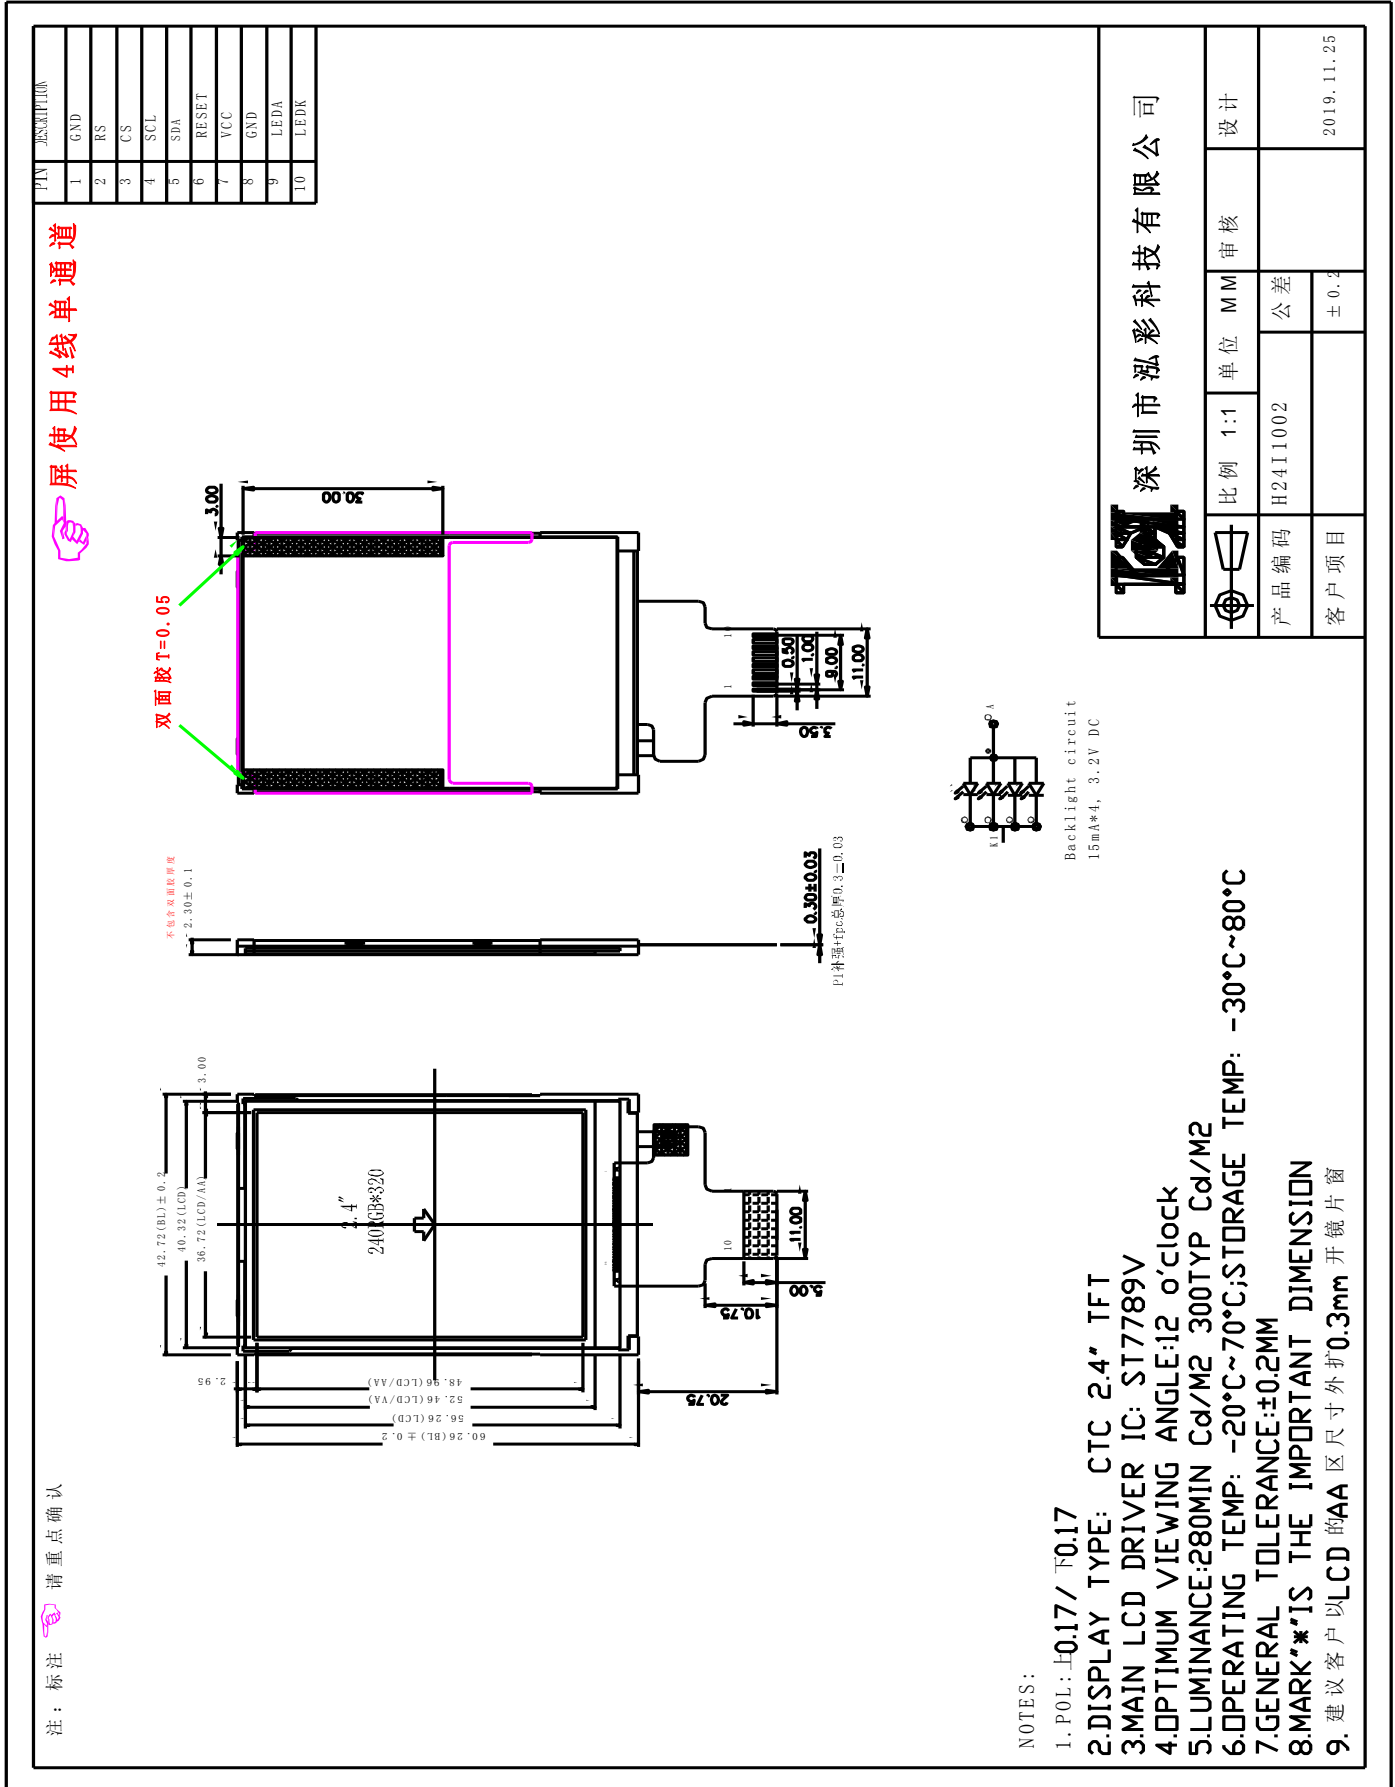 注: 标注 请重点确认
屏使用4线单通道
PIN
1 GND
2 RS
3 CS
4 SCL
5 SDA
6 RESET
7 VCC
8 GND
9 LEDA
10 LEDK
42.72(BL)±0.2
40.32(LCD)
36.72(LCD/AA)
3.00
2.95
48.96(LCD/AA)
52.46(LCD/VA)
56.26(LCD)
60.26(BL)±0.2
2.4"
240RGB*320
10
11.00
5.00
10.75
20.75
不包含双面胶厚度
2.30±0.1
0.30±0.03
PI补强+fpc总厚0.3±0.03
双面胶T=0.05
3.00
30.00
1
0.50
1.00
9.00
11.00
3.50
K1
A
Backlight circuit
15mA*4, 3.2V DC
NOTES:
1.POL:上0.17/下0.17
2.DISPLAY TYPE: CTC 2.4" TFT
3.MAIN LCD DRIVER IC: ST7789V
4.OPTIMUM VIEWING ANGLE:12 o'clock
5.LUMINANCE:280MIN Cd/M2 300TYP Cd/M2
6.OPERATING TEMP: -20°C~70°C;STORAGE TEMP: -30°C~80°C
7.GENERAL TOLERANCE:±0.2MM
8.MARK"*"IS THE IMPORTANT DIMENSION
9. 建议客户以LCD的AA区尺寸外扩0.3mm开镜片窗
深圳市泓彩科技有限公司
比例 1:1 单位 MM 审核 设计
产品编码 H24I1002 公差
客户项目 ±0.2 2019.11.25